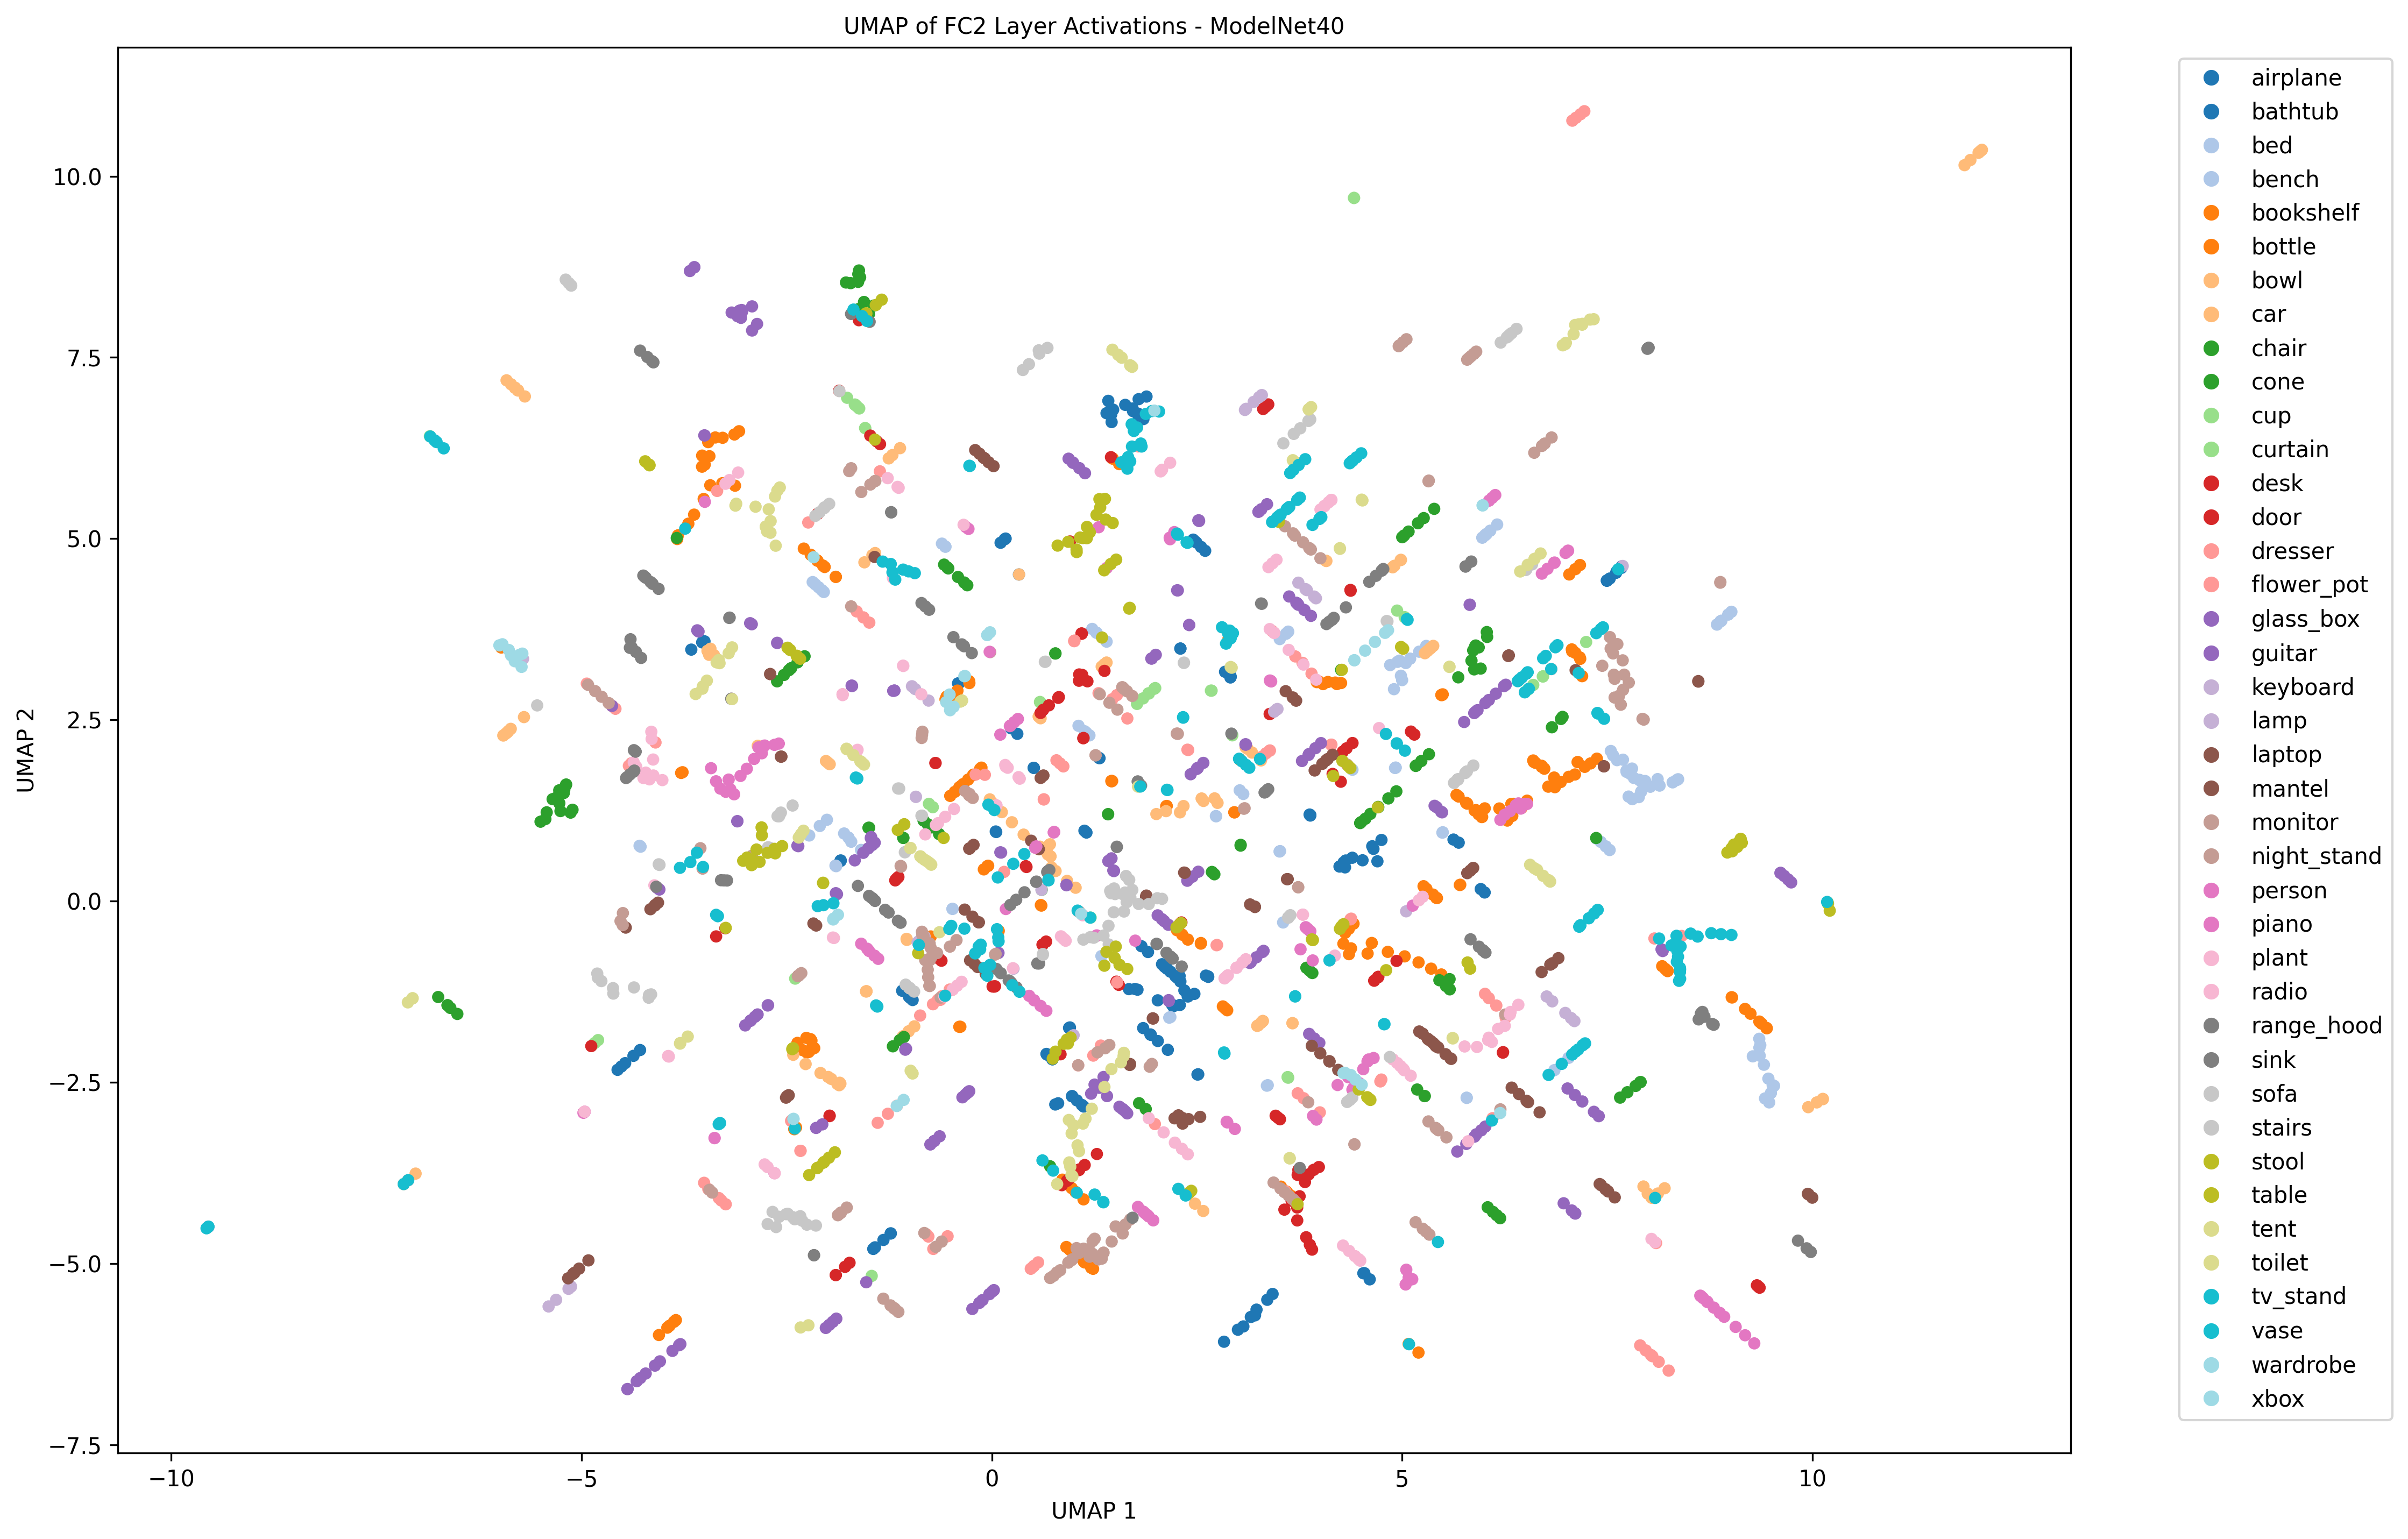 UMAP of FC2 Layer Activations - ModelNet40
10.0
7.5
5.0
2.5
0.0
−2.5
−5.0
−7.5
UMAP 2
−10
−5
0
5
10
UMAP 1
airplane
bathtub
bed
bench
bookshelf
bottle
bowl
car
chair
cone
cup
curtain
desk
door
dresser
flower_pot
glass_box
guitar
keyboard
lamp
laptop
mantel
monitor
night_stand
person
piano
plant
radio
range_hood
sink
sofa
stairs
stool
table
tent
toilet
tv_stand
vase
wardrobe
xbox